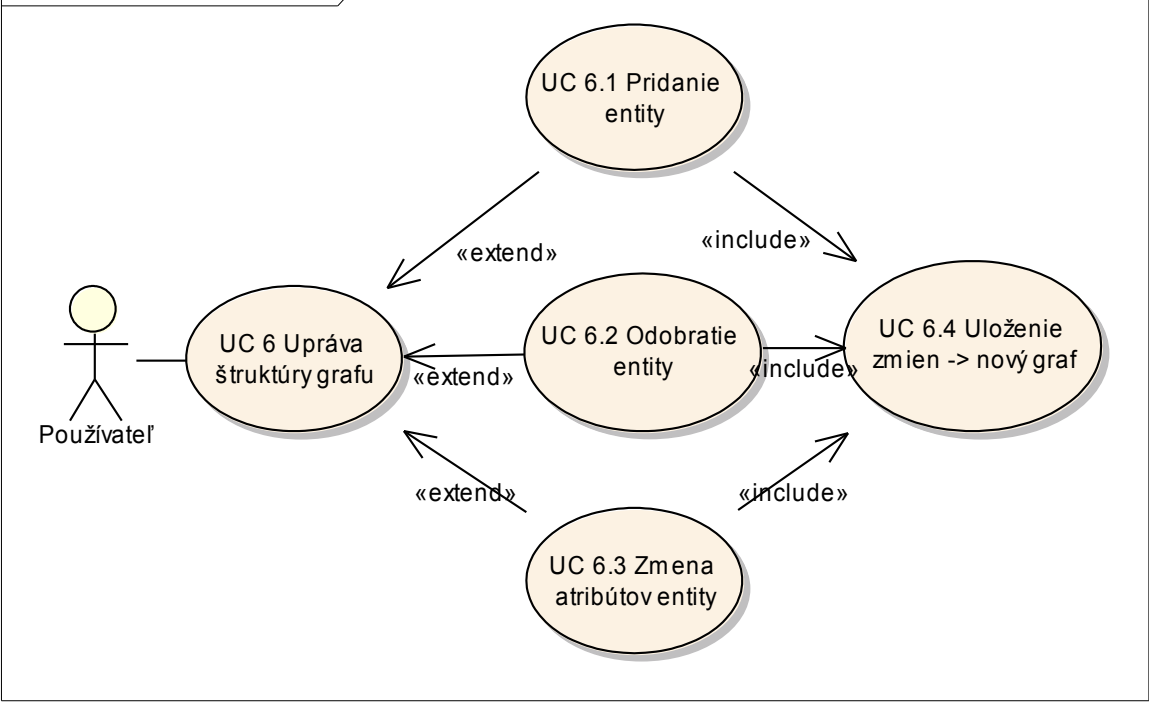 UC 6.1 Pridanie
entity
«extend»
«include»
UC 6 Upráva
štruktúry grafu
UC 6.2 Odobratie
entity
UC 6.4 Uloženie
zmien -> nový graf
«extend»
«include»
Používateľ
«extend»
«include»
UC 6.3 Zmena
atribútov entity